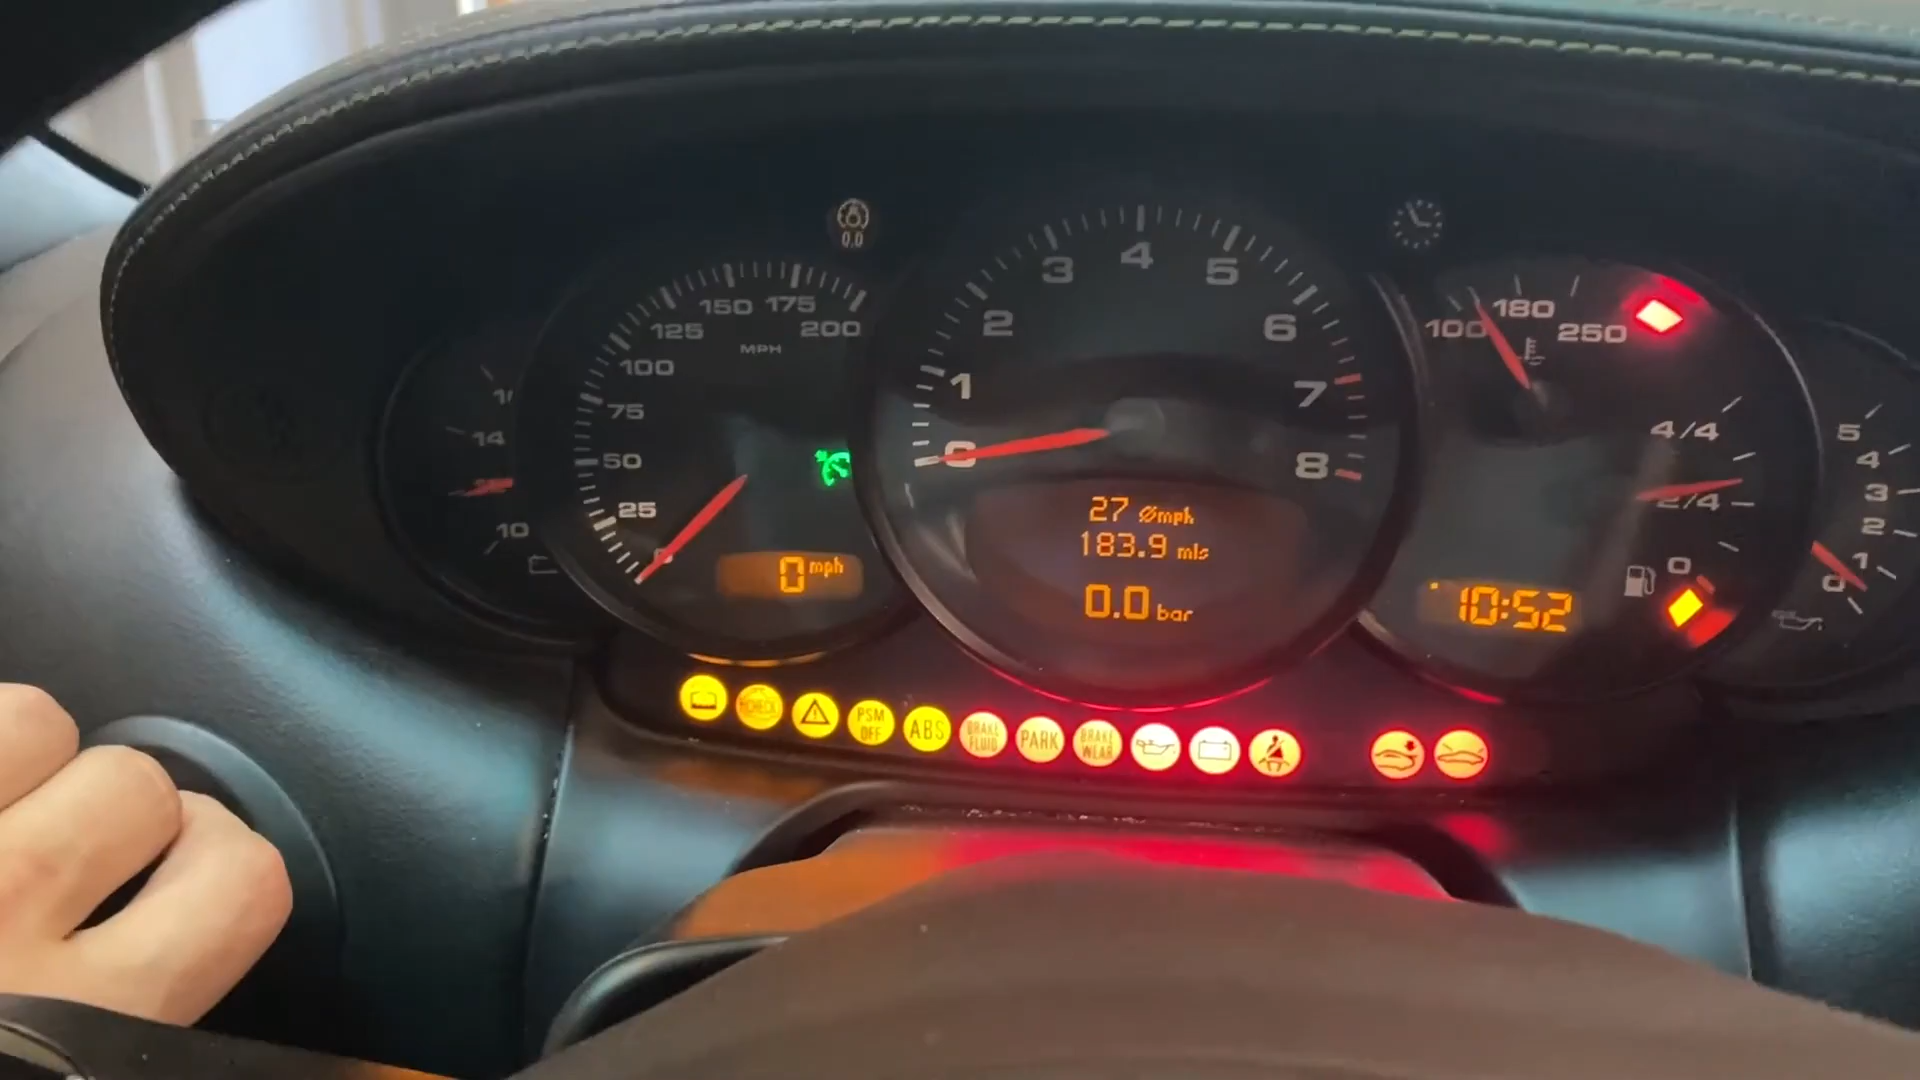 0.0
14
10
25
50
75
100
125
150
175
200
MPH
0 mph
0
1
2
3
4
5
6
7
8
27 Ømph
183.9 mls
0.0 bar
100
180
250
4/4
2/4
0
10:52
5
4
3
2
1
0
CHECK
PSM
OFF
ABS
BRAKE
FLUID
PARK
BRAKE
WEAR